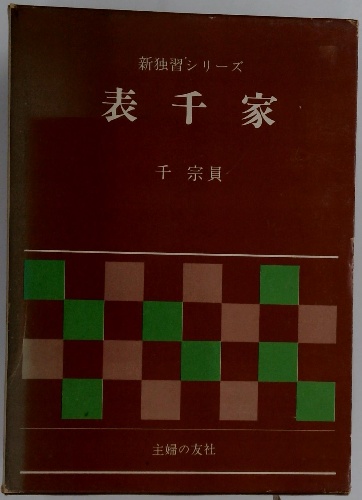 新独習シリーズ
表千家
千 宗員
主婦の友社